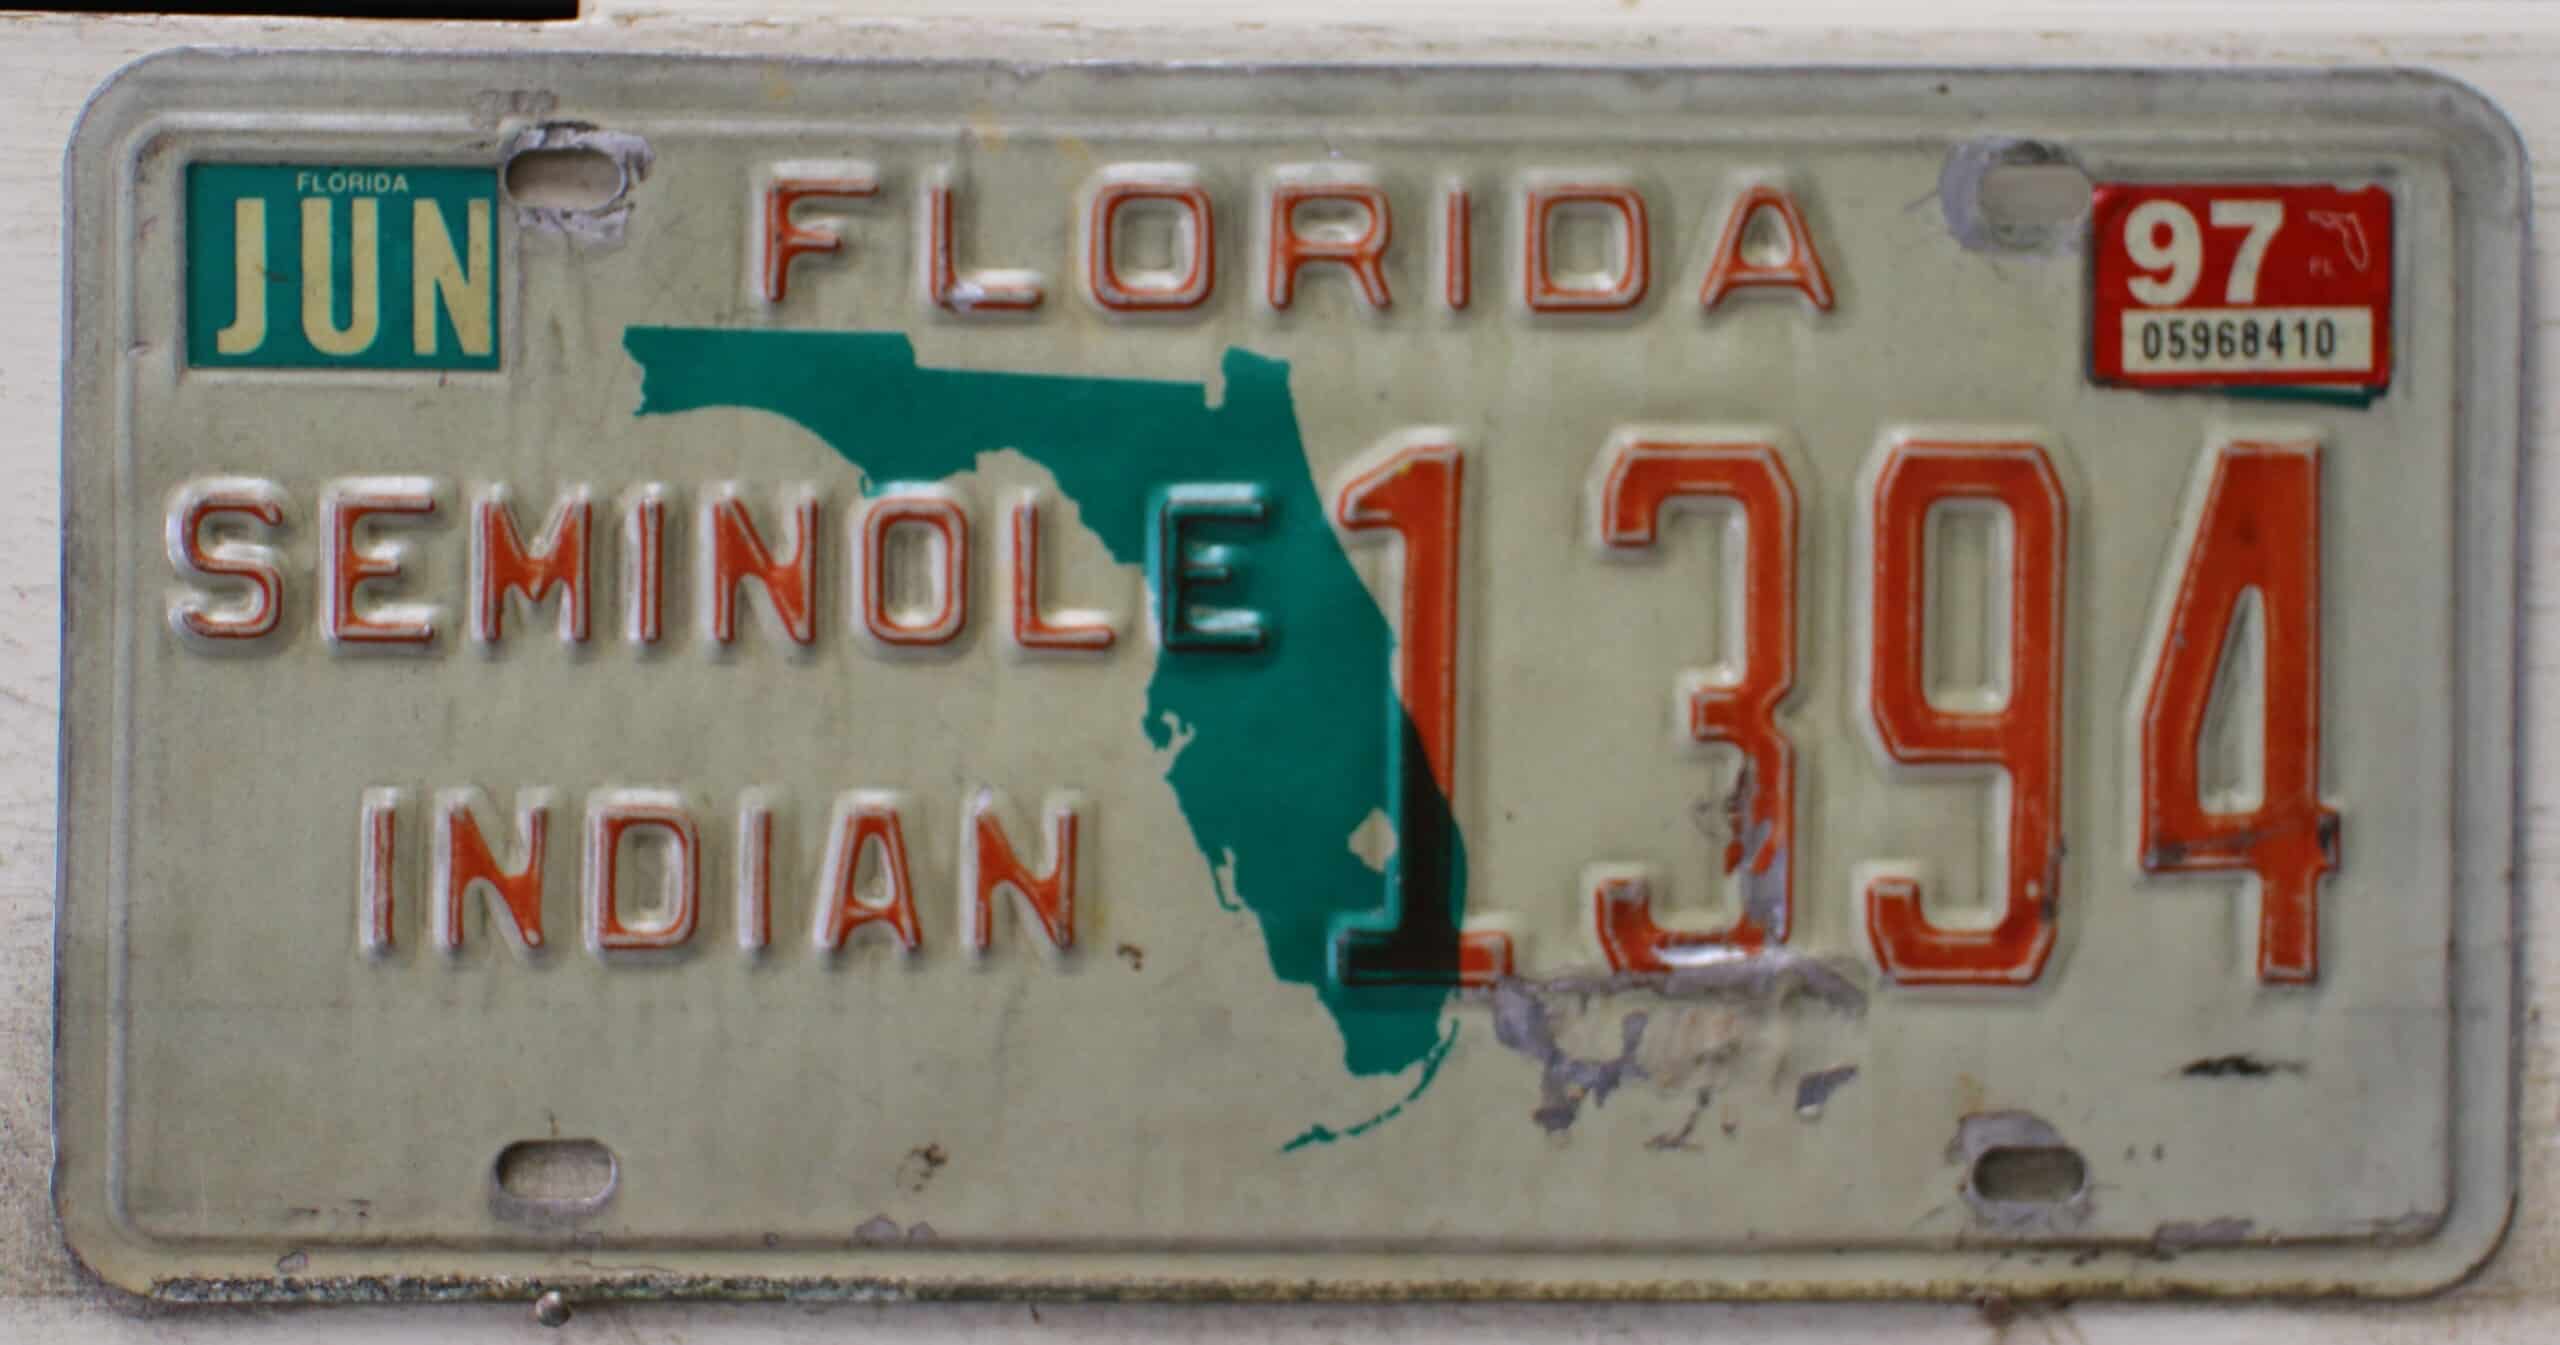 FLORIDA
JUN
FLORIDA
97
FL
05968410
SEMINOLE
1394
INDIAN